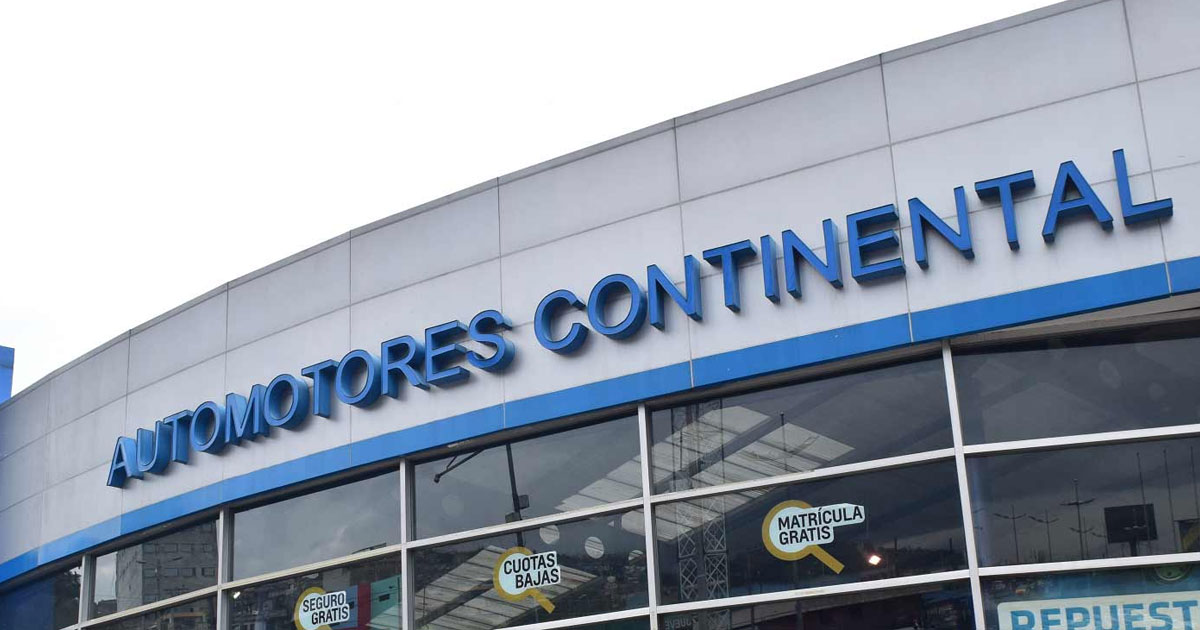 AUTOMOTORES CONTINENTAL
MATRÍCULA
GRATIS
CUOTAS
BAJAS
SEGURO
GRATIS